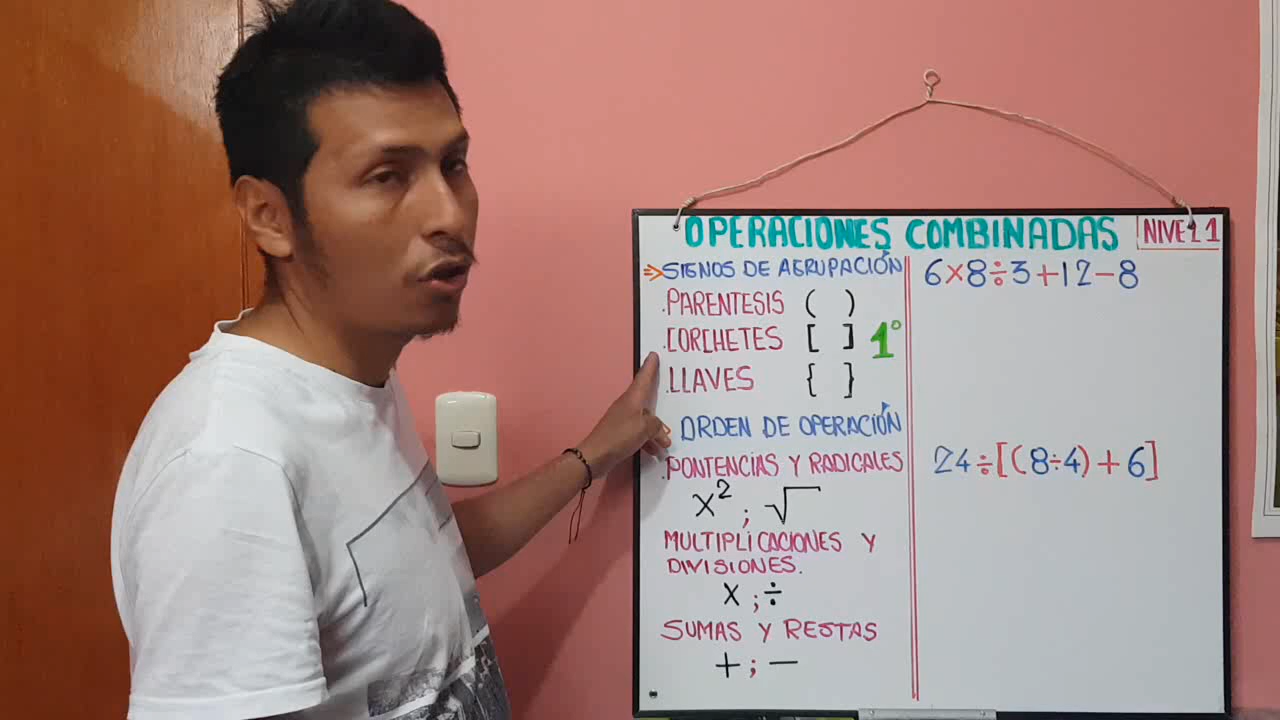 OPERACIONES COMBINADAS
NIVEL 1
⇒ SIGNOS DE AGRUPACIÓN
.PARENTESIS ( )
.CORCHETES [ ] 1°
.LLAVES { }
ORDEN DE OPERACIÓN
.PONTENCIAS Y RADICALES
x² ; √
MULTIPLICACIONES Y
DIVISIONES.
X ; ÷
SUMAS Y RESTAS
+ ; −
6×8÷3+12−8
24÷[(8÷4)+6]